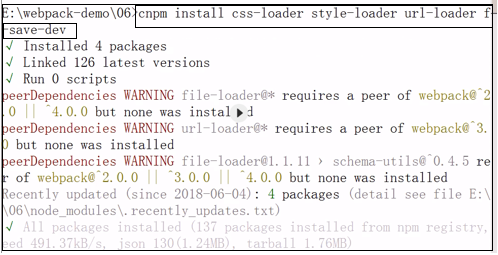 E:\webpack-demo\06>cnpm install css-loader style-loader url-loader f
-save-dev
√ Installed 4 packages
√ Linked 126 latest versions
√ Run 0 scripts
peerDependencies WARNING file-loader@* requires a peer of webpack@^2
0 || ^4.0.0 but none was installed
peerDependencies WARNING url-loader@* requires a peer of webpack@^3.
0 but none was installed
peerDependencies WARNING file-loader@1.1.11 › schema-utils@^0.4.5 re
r of webpack@^2.0.0 || ^3.0.0 || ^4.0.0 but none was installed
Recently updated (since 2018-06-04): 4 packages (detail see file E:\
\06\node_modules\.recently_updates.txt)
√ All packages installed (137 packages installed from npm registry,
eed 491.37kB/s, json 130(1.24MB), tarball 1.76MB)